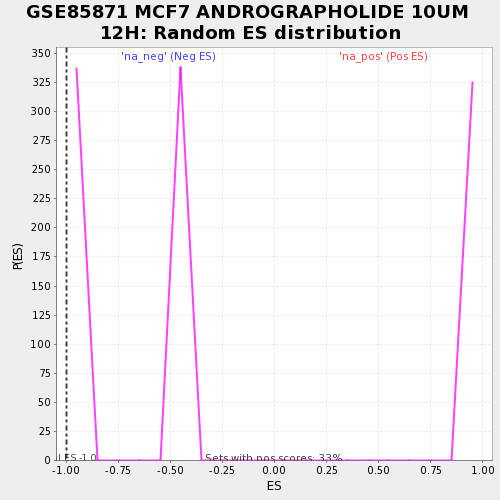 GSE85871 MCF7 ANDROGRAPHOLIDE 10UM
12H: Random ES distribution
'na_neg' (Neg ES) 'na_pos' (Pos ES)
350
325
300
275
250
225
200
175
150
125
100
75
50
25
0
P(ES)
ES -1.0 Sets with pos scores: 33%
-1.00 -0.75 -0.50 -0.25 0.00 0.25 0.50 0.75 1.00
ES